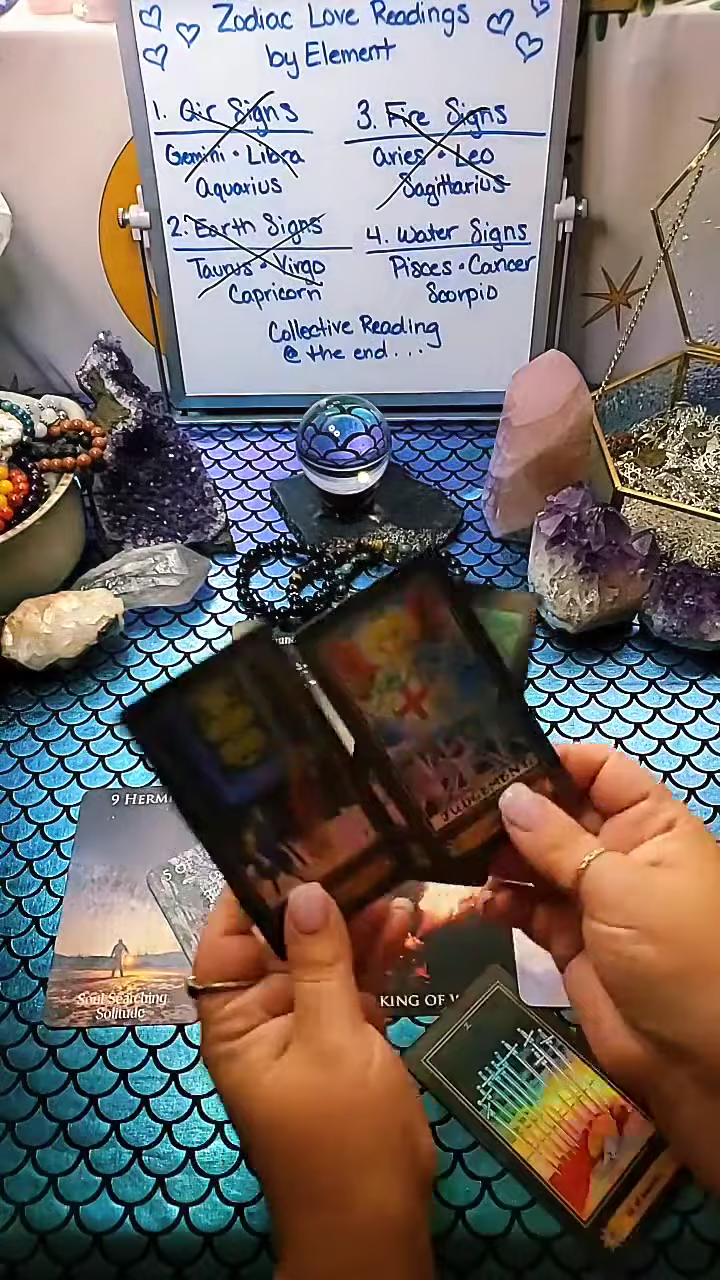 Zodiac Love Readings
by Element
1. Air Signs
Gemini • Libra
Aquarius
2. Earth Signs
Taurus • Virgo
Capricorn
3. Fire Signs
Aries • Leo
Sagittarius
4. Water Signs
Pisces • Cancer
Scorpio
Collective Reading
@ the end...
JUDGEMENT
9 HERMI
Soul Searching
Solitude
5 OF
KING OF W
X